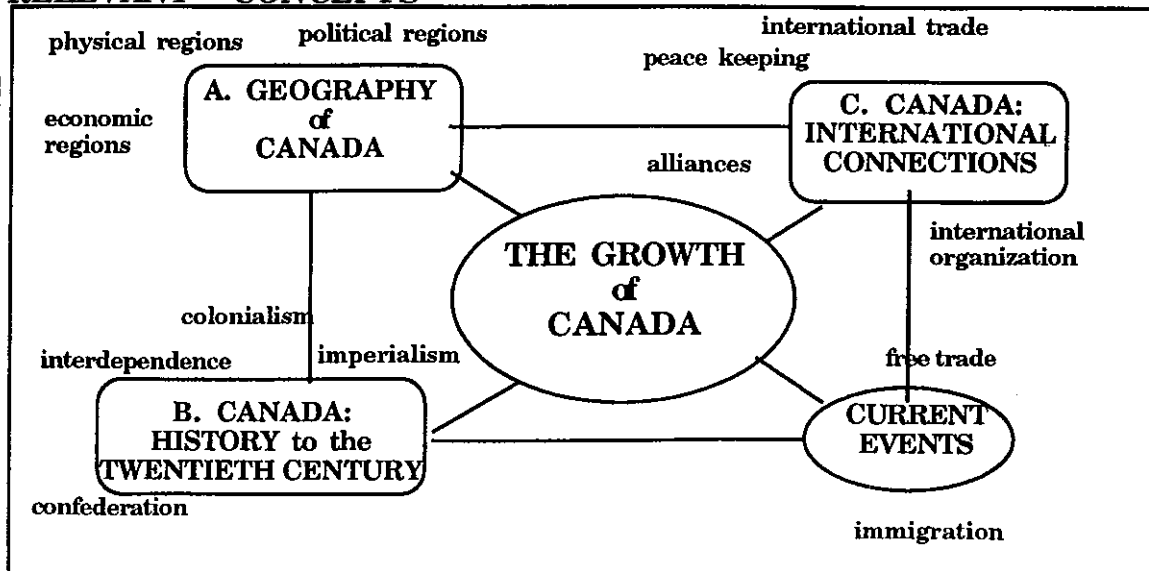 RELEVANT CONCEPTS
physical regions
political regions
international trade
peace keeping
A. GEOGRAPHY
of
CANADA
C. CANADA:
INTERNATIONAL
CONNECTIONS
economic
regions
alliances
international
organization
THE GROWTH
of
CANADA
colonialism
interdependence
imperialism
free trade
B. CANADA:
HISTORY to the
TWENTIETH CENTURY
CURRENT
EVENTS
confederation
immigration